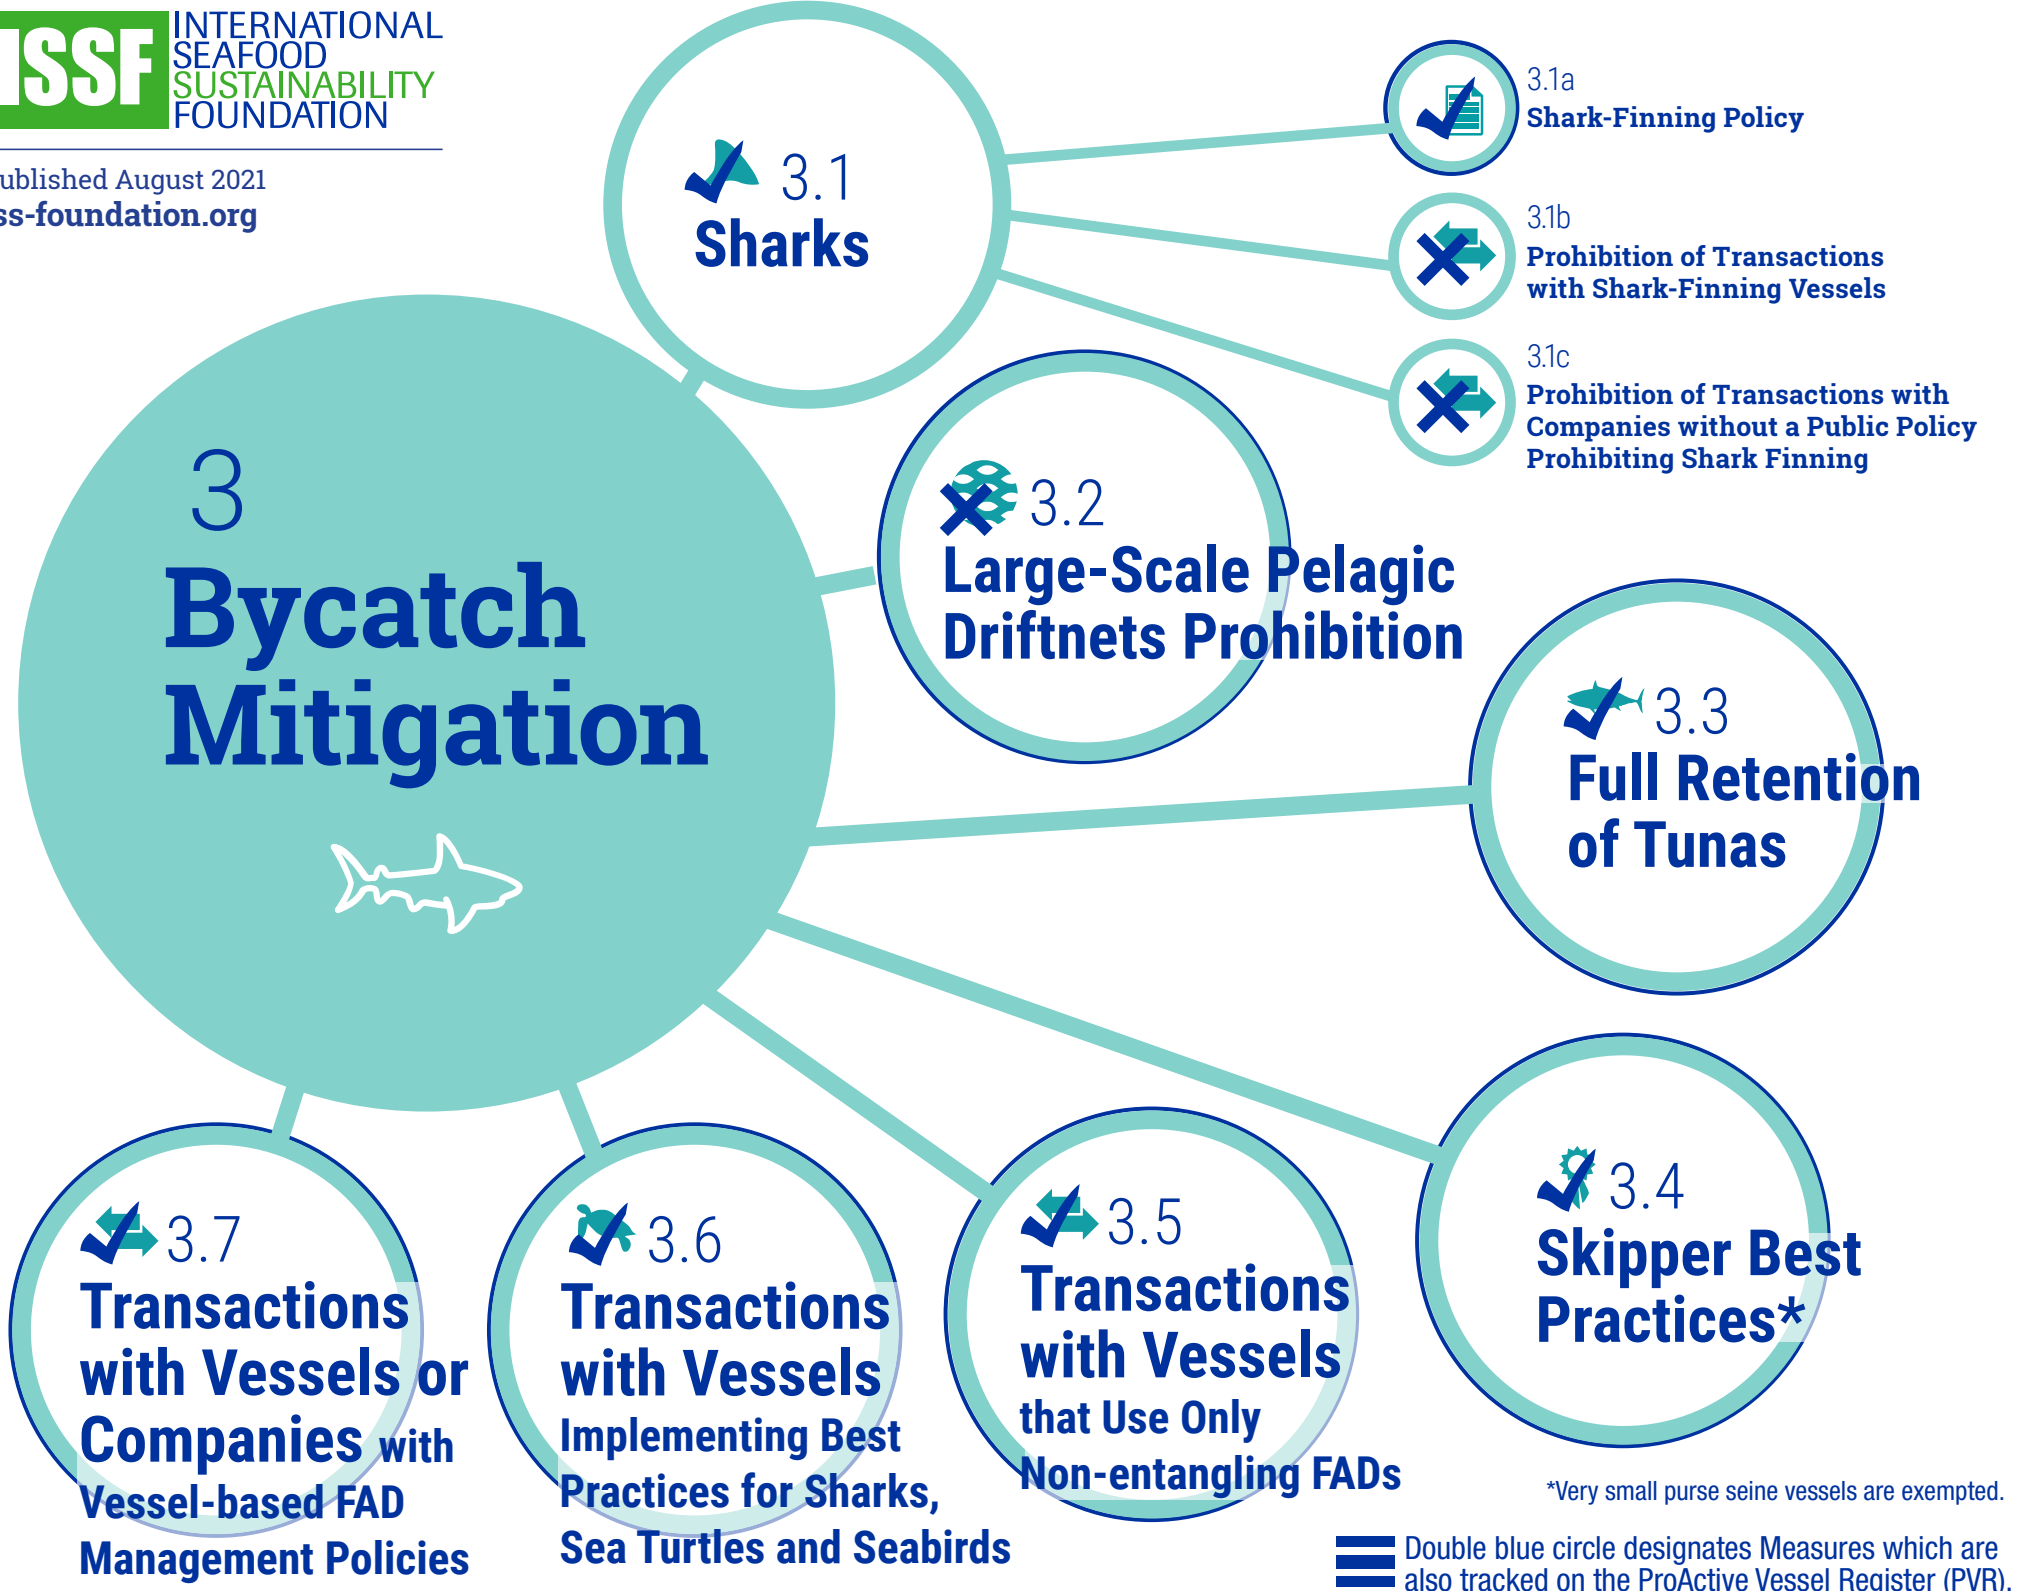 ISSF
INTERNATIONAL
SEAFOOD
SUSTAINABILITY
FOUNDATION
ublished August 2021
ss-foundation.org
3
Bycatch
Mitigation
3.1
Sharks
3.1a
Shark-Finning Policy
3.1b
Prohibition of Transactions
with Shark-Finning Vessels
3.1c
Prohibition of Transactions with
Companies without a Public Policy
Prohibiting Shark Finning
3.2
Large-Scale Pelagic
Driftnets Prohibition
3.3
Full Retention
of Tunas
3.4
Skipper Best
Practices*
3.5
Transactions
with Vessels
that Use Only
Non-entangling FADs
3.6
Transactions
with Vessels
Implementing Best
Practices for Sharks,
Sea Turtles and Seabirds
3.7
Transactions
with Vessels or
Companies with
Vessel-based FAD
Management Policies
*Very small purse seine vessels are exempted.
Double blue circle designates Measures which are
also tracked on the ProActive Vessel Register (PVR).